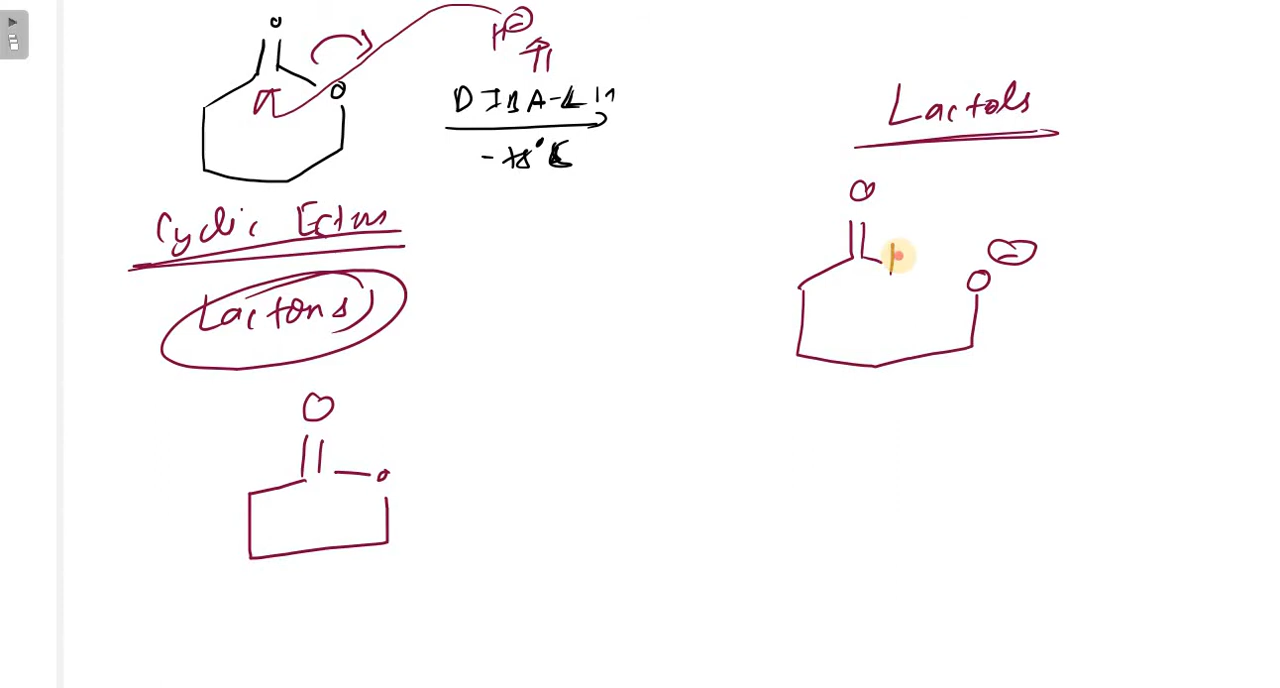 O
H⊖
O
DIBA-L H
-78°C
Lactols
Cyclic Esters
Lactons
O
O
⊖
O
O